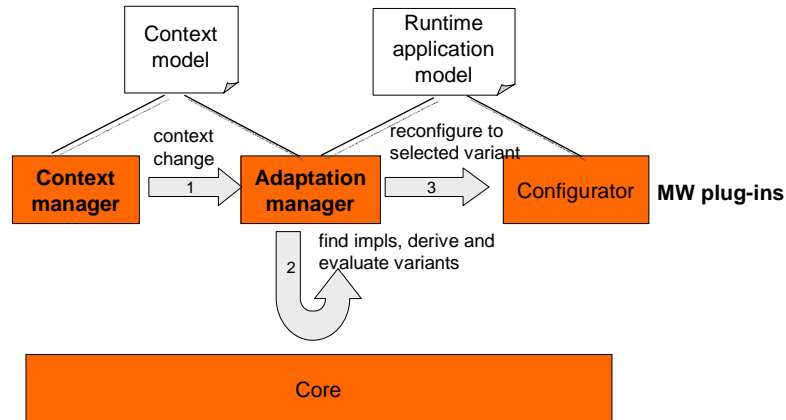 Context
model
Runtime
application
model
context
change
reconfigure to
selected variant
Context
manager
1
Adaptation
manager
3
Configurator
MW plug-ins
2
find impls, derive and
evaluate variants
Core